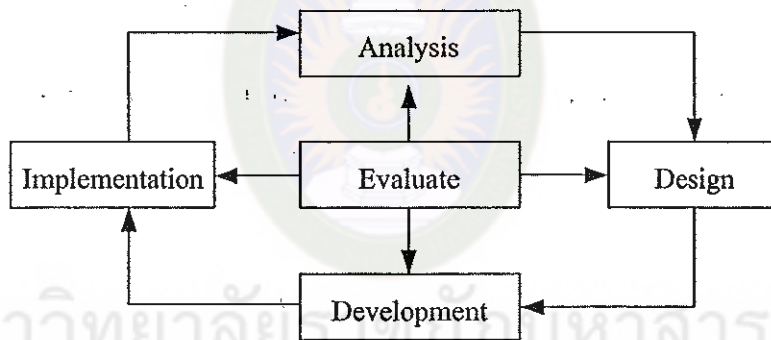 Analysis
Implementation
Evaluate
Design
Development